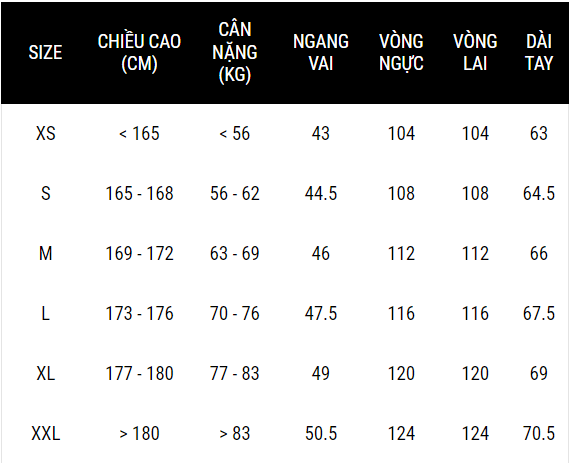 SIZE CHIỀU CAO (CM) CÂN NẶNG (KG) NGANG VAI VÒNG NGỰC VÒNG LAI DÀI TAY
XS < 165 < 56 43 104 104 63
S 165 - 168 56 - 62 44.5 108 108 64.5
M 169 - 172 63 - 69 46 112 112 66
L 173 - 176 70 - 76 47.5 116 116 67.5
XL 177 - 180 77 - 83 49 120 120 69
XXL > 180 > 83 50.5 124 124 70.5